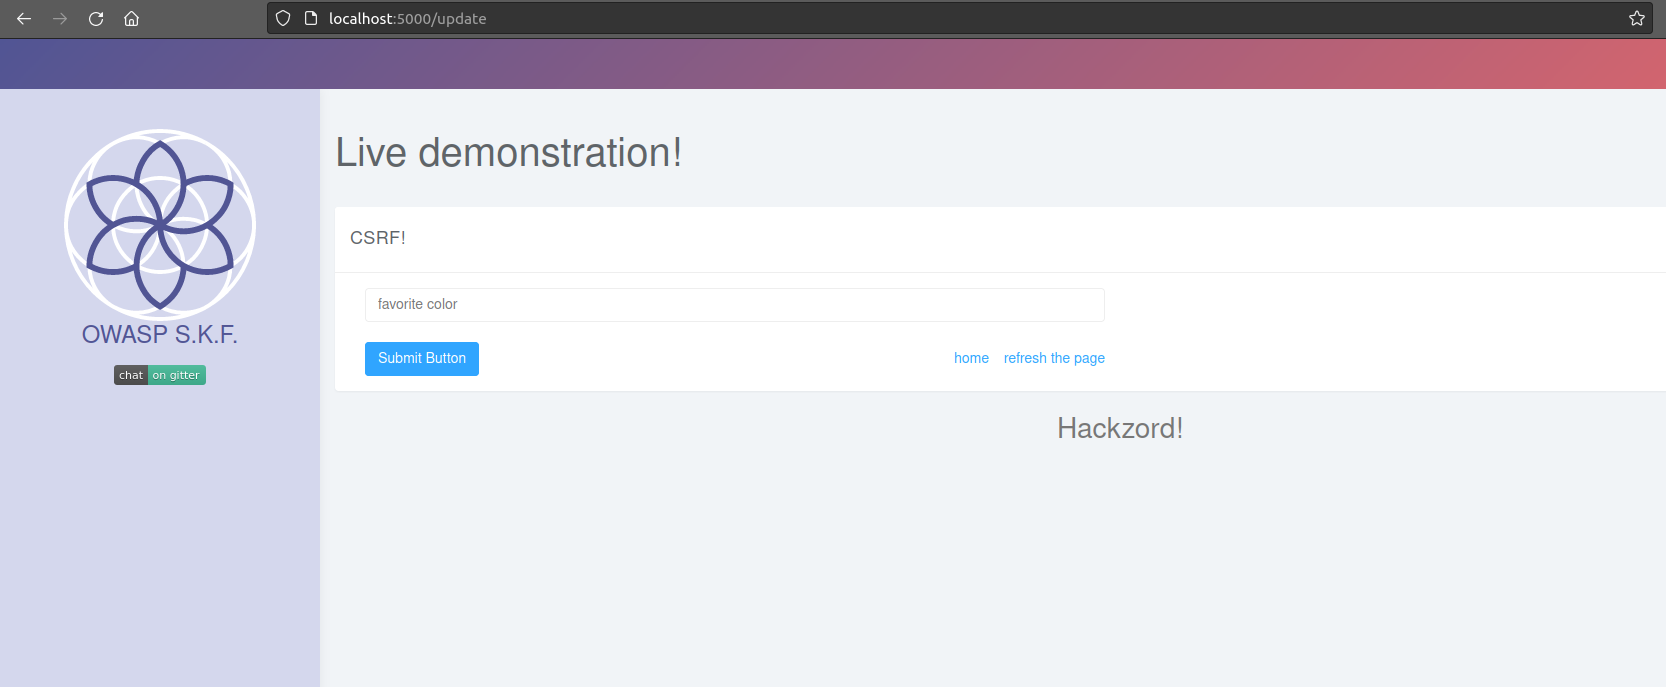 localhost:5000/update
Live demonstration!
CSRF!
favorite color
Submit Button
home refresh the page
OWASP S.K.F.
chat on gitter
Hackzord!